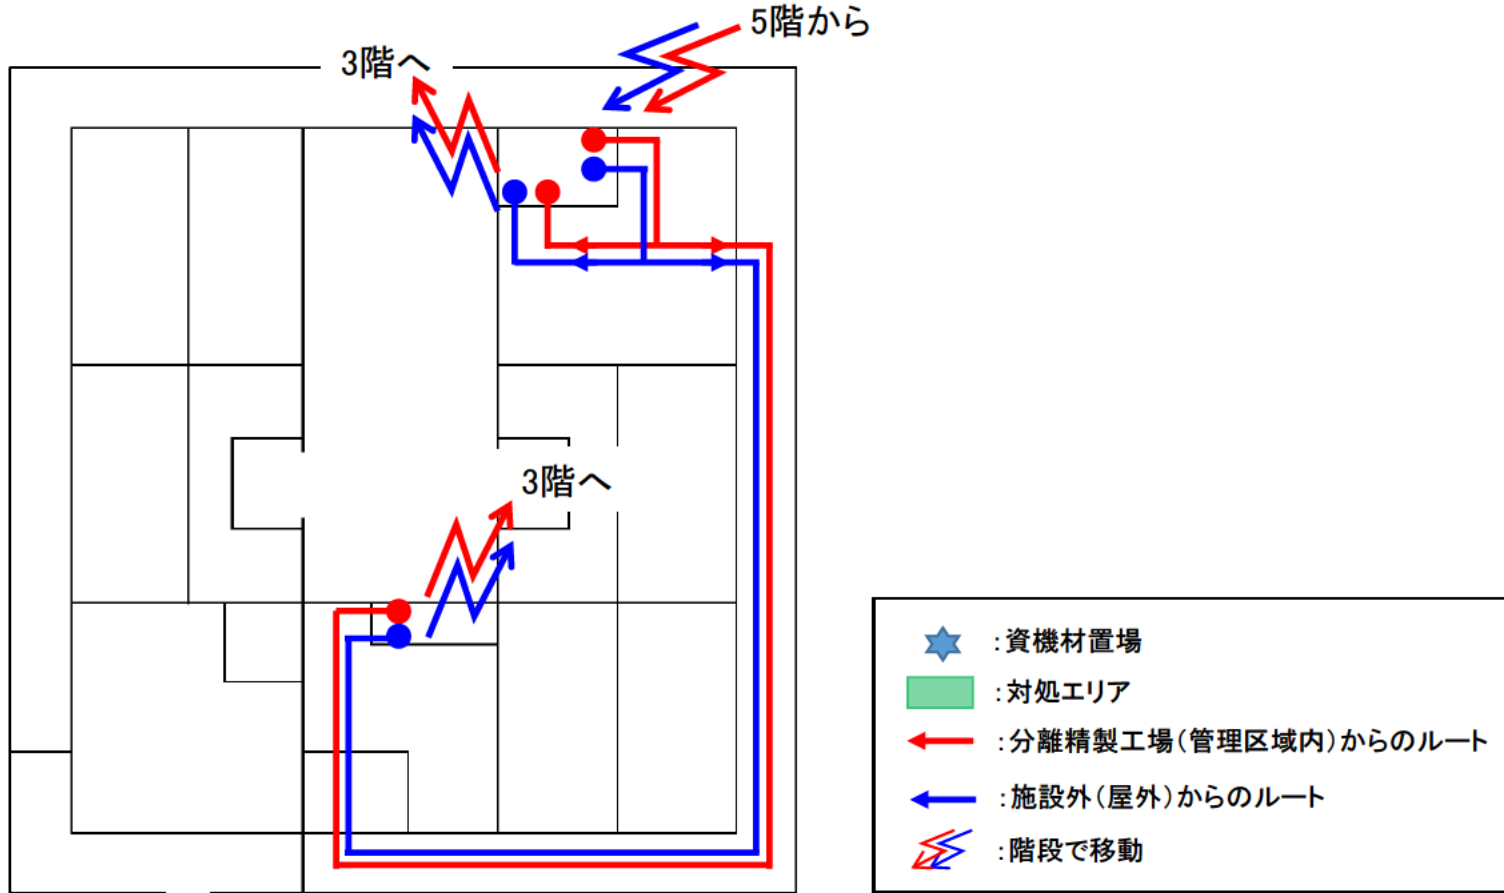 5階から
3階へ
3階へ
：資機材置場
：対処エリア
：分離精製工場（管理区域内）からのルート
：施設外（屋外）からのルート
：階段で移動